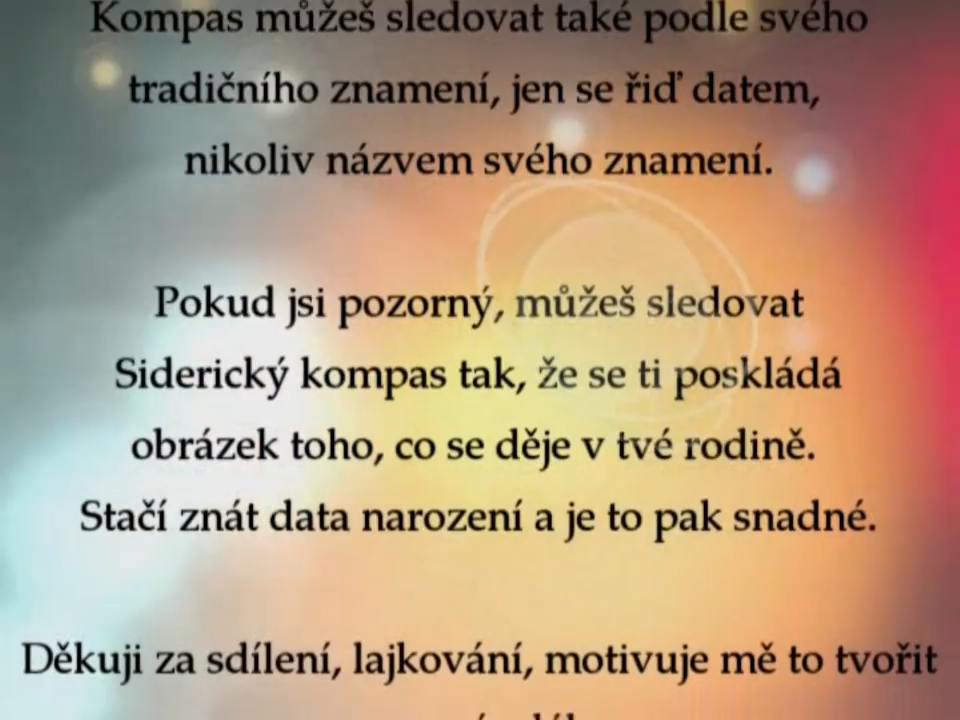 Kompas můžeš sledovat také podle svého
tradičního znamení, jen se řiď datem,
nikoliv názvem svého znamení.
Pokud jsi pozorný, můžeš sledovat
Siderický kompas tak, že se ti poskládá
obrázek toho, co se děje v tvé rodině.
Stačí znát data narození a je to pak snadné.
Děkuji za sdílení, lajkování, motivuje mě to tvořit